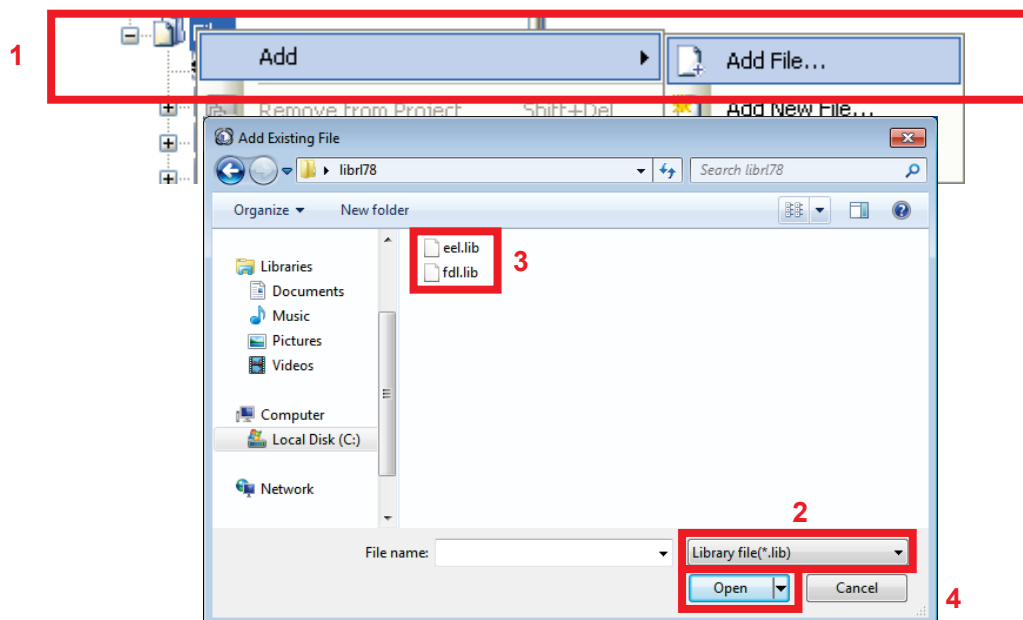 1
Add
Add File...
Remove from Project Shift+Del
Add New File...
Add Existing File
librl78
Search librl78
Organize
New folder
eel.lib
fdl.lib
3
Libraries
Documents
Music
Pictures
Videos
Computer
Local Disk (C:)
Network
2
File name:
Library file(*.lib)
Open
Cancel
4